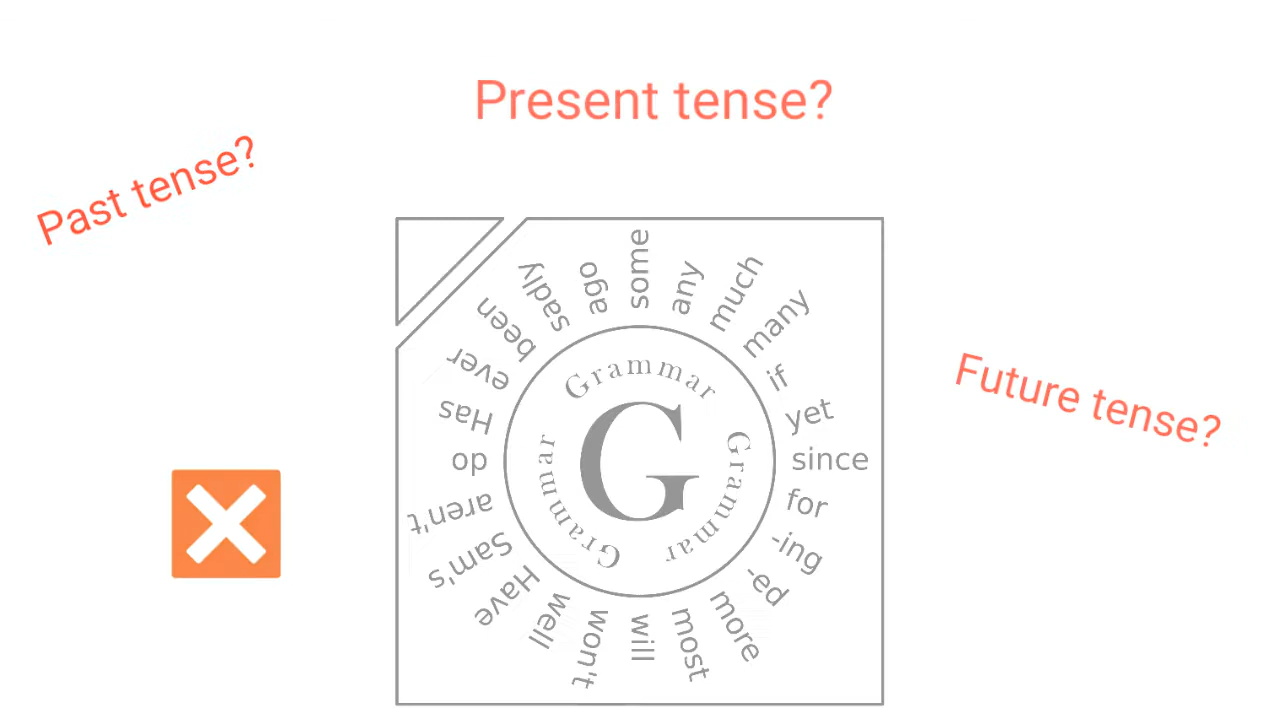 Present tense?
Past tense?
Future tense?
some
any
much
many
if
yet
since
for
-ing
-ed
more
most
will
won't
well
Have
Sam's
aren't
do
Has
ever
been
sadly
ago
Grammar
Grammar
Grammar
G